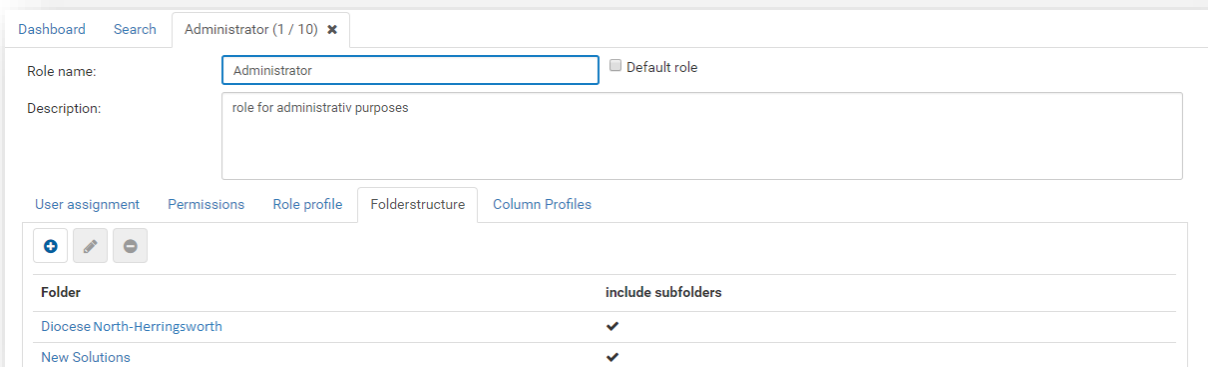 Dashboard Search Administrator (1 / 10)
Role name: Administrator Default role
Description: role for administrativ purposes
User assignment Permissions Role profile Folderstructure Column Profiles
Folder include subfolders
Diocese North-Herringsworth
New Solutions